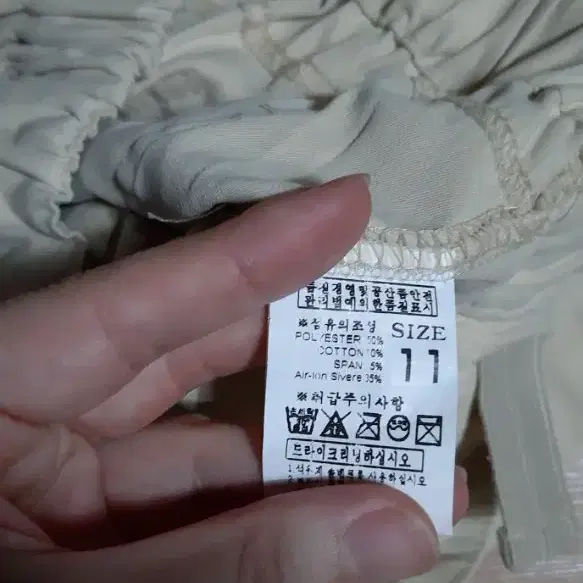 품질경영및공산품안전
관리법에의한품질표시
※섬유의조성
SIZE
11
POLYESTER 50%
COTTON 10%
SPAN 5%
Air-ion Sivere 35%
※취급주의사항
드라이크리닝하십시오